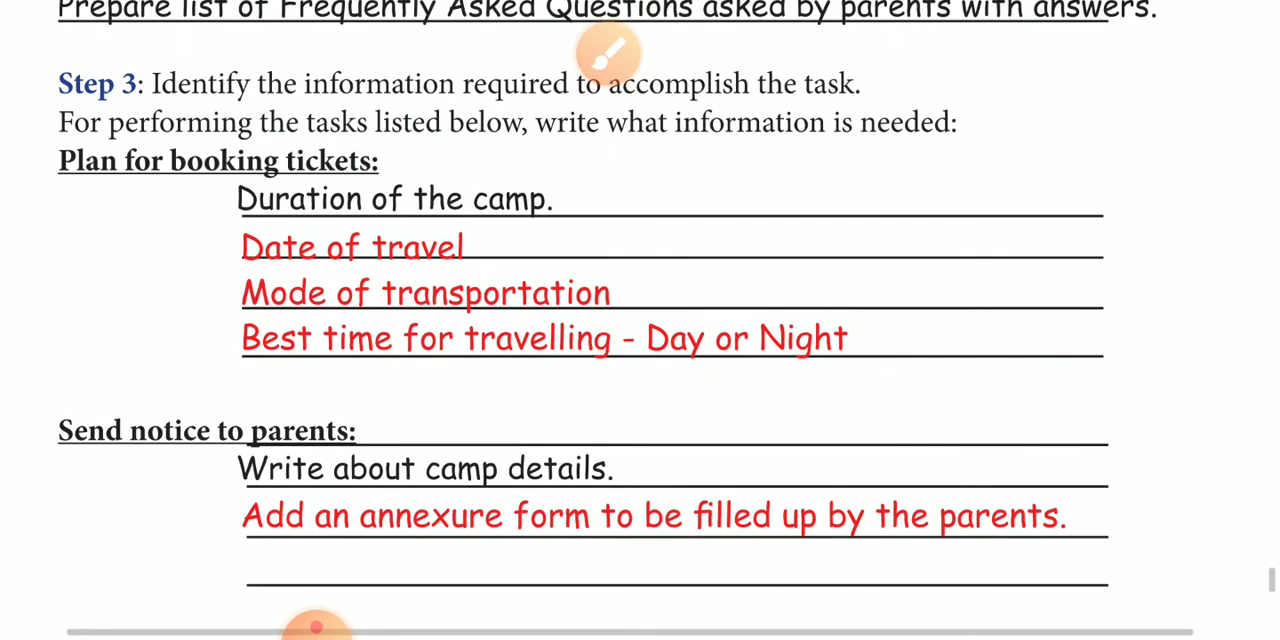 Prepare list of Frequently Asked Questions asked by parents with answers.
Step 3: Identify the information required to accomplish the task.
For performing the tasks listed below, write what information is needed:
Plan for booking tickets:
Duration of the camp.
Date of travel
Mode of transportation
Best time for travelling - Day or Night
Send notice to parents:
Write about camp details.
Add an annexure form to be filled up by the parents.